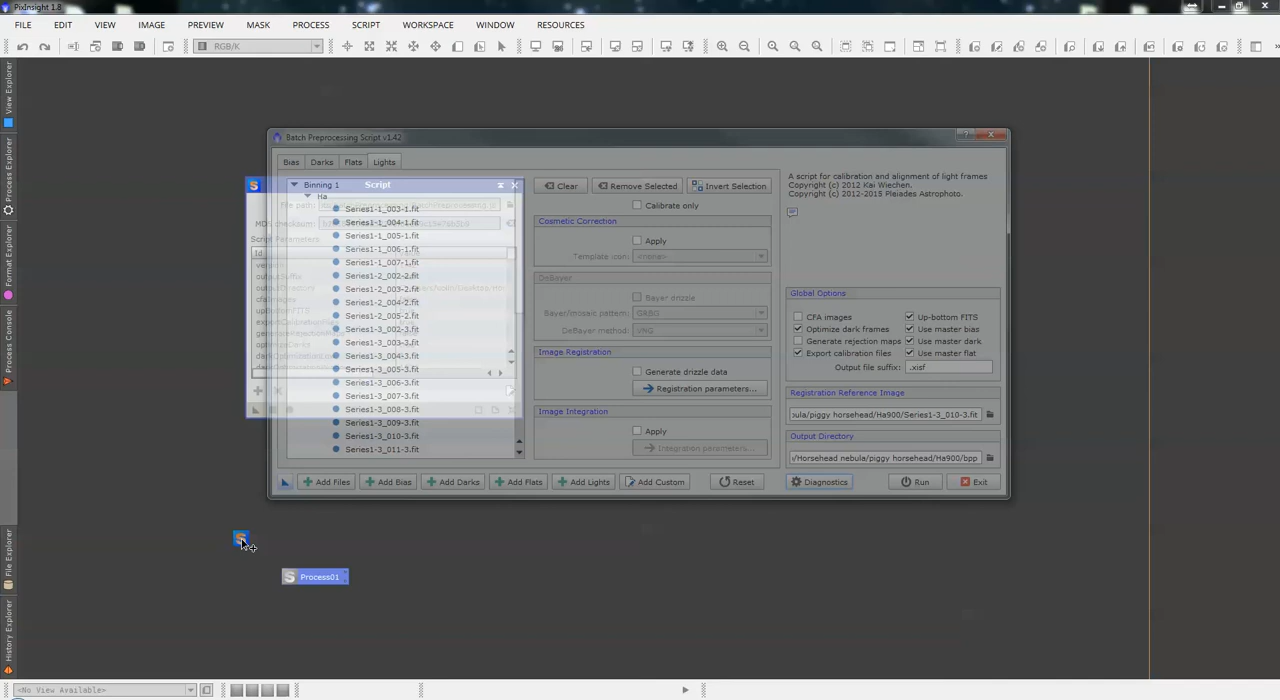 PixInsight 1.8
FILE EDIT VIEW IMAGE PREVIEW MASK PROCESS SCRIPT WORKSPACE WINDOW RESOURCES
RGB/K
View Explorer
Process Explorer
Format Explorer
Process Console
File Explorer
History Explorer
Batch Preprocessing Script v1.42
Bias Darks Flats Lights
Binning 1
Script
Ha
File path:
Series1-1_003-1.fit
Series1-1_004-1.fit
Series1-1_005-1.fit
Series1-1_006-1.fit
Series1-1_007-1.fit
Series1-2_002-2.fit
Series1-2_003-2.fit
Series1-2_004-2.fit
Series1-2_005-2.fit
Series1-3_002-3.fit
Series1-3_003-3.fit
Series1-3_004-3.fit
Series1-3_005-3.fit
Series1-3_006-3.fit
Series1-3_007-3.fit
Series1-3_008-3.fit
Series1-3_009-3.fit
Series1-3_010-3.fit
Series1-3_011-3.fit
MD5 checksum:
Script Parameters
Id
Clear Remove Selected Invert Selection
Calibrate only
Cosmetic Correction
Apply
Template icon: <none>
DeBayer
Bayer drizzle
Bayer/mosaic pattern: GRBG
DeBayer method: VNG
Image Registration
Generate drizzle data
Registration parameters...
Image Integration
Apply
Integration parameters...
A script for calibration and alignment of light frames
Copyright (c) 2012 Kai Wiechen.
Copyright (c) 2012-2015 Pleiades Astrophoto.
Global Options
CFA images Up-bottom FITS
Optimize dark frames Use master bias
Generate rejection maps Use master dark
Export calibration files Use master flat
Output file suffix: .xisf
Registration Reference Image
ula/piggy horsehead/Ha900/Series1-3_010-3.fit
Output Directory
/Horsehead nebula/piggy horsehead/Ha900/bpp
Add Files Add Bias Add Darks Add Flats Add Lights Add Custom Reset Diagnostics Run Exit
Process01
<No View Available>